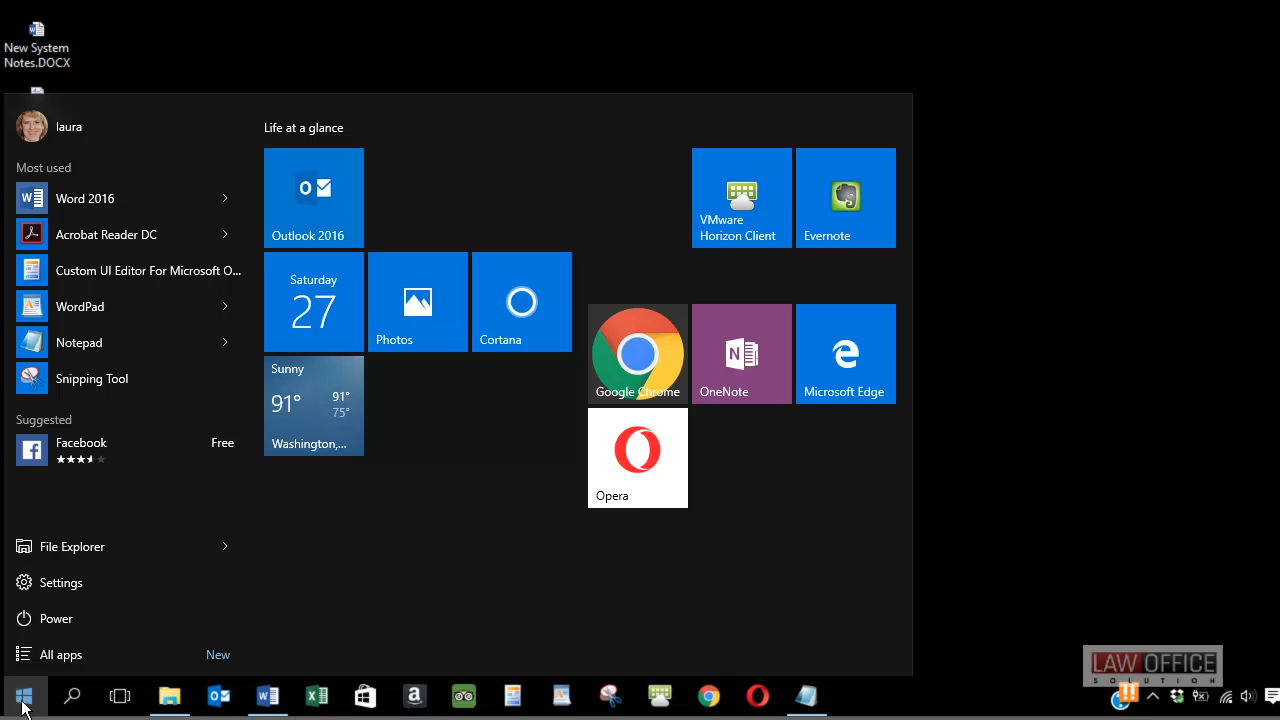 New System
Notes.DOCX
laura
Most used
Word 2016
Acrobat Reader DC
Custom UI Editor For Microsoft O...
WordPad
Notepad
Snipping Tool
Suggested
Facebook
Free
File Explorer
Settings
Power
All apps
New
Life at a glance
Outlook 2016
Saturday
27
Photos
Cortana
Sunny
91°
91°
75°
Washington,...
VMware
Horizon Client
Evernote
Google Chrome
OneNote
Microsoft Edge
Opera
LAW OFFICE
SOLUTION